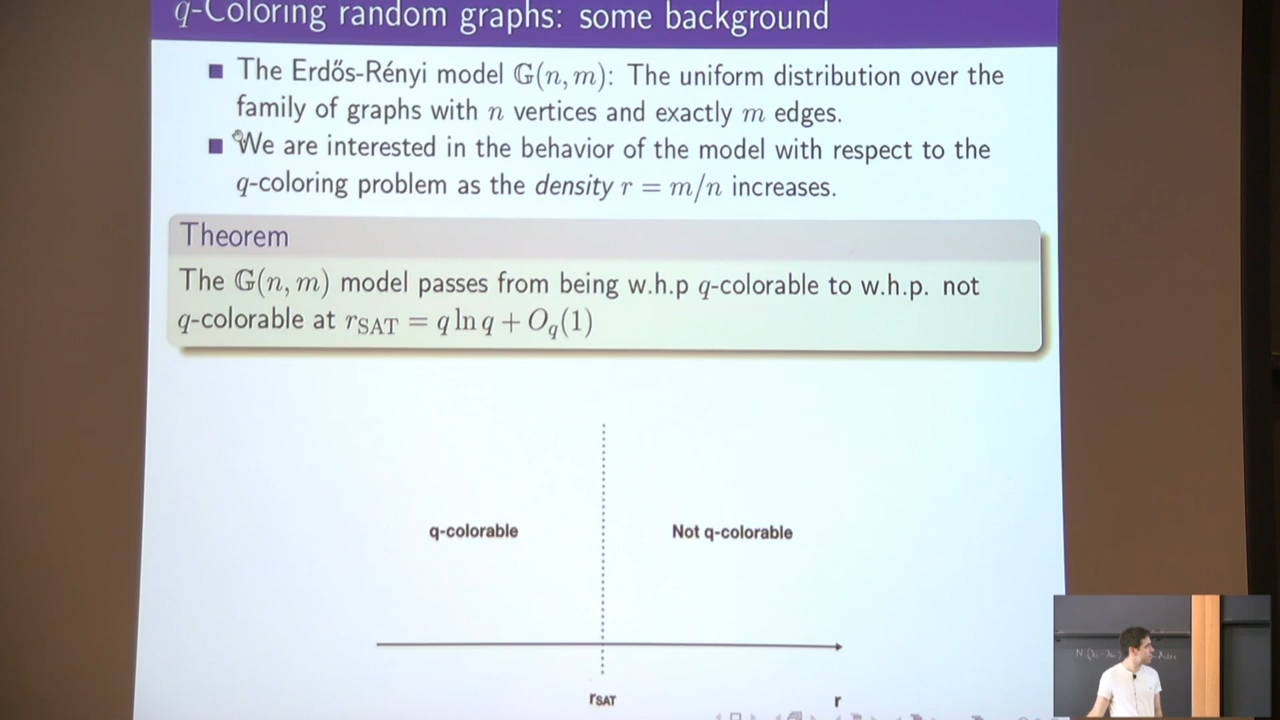 q-Coloring random graphs: some background
The Erdős-Rényi model 𝔾(n, m): The uniform distribution over the
family of graphs with n vertices and exactly m edges.
We are interested in the behavior of the model with respect to the
q-coloring problem as the density r = m/n increases.
Theorem
The 𝔾(n, m) model passes from being w.h.p q-colorable to w.h.p. not
q-colorable at r_SAT = q ln q + O_q(1)
q-colorable
Not q-colorable
r_SAT
r